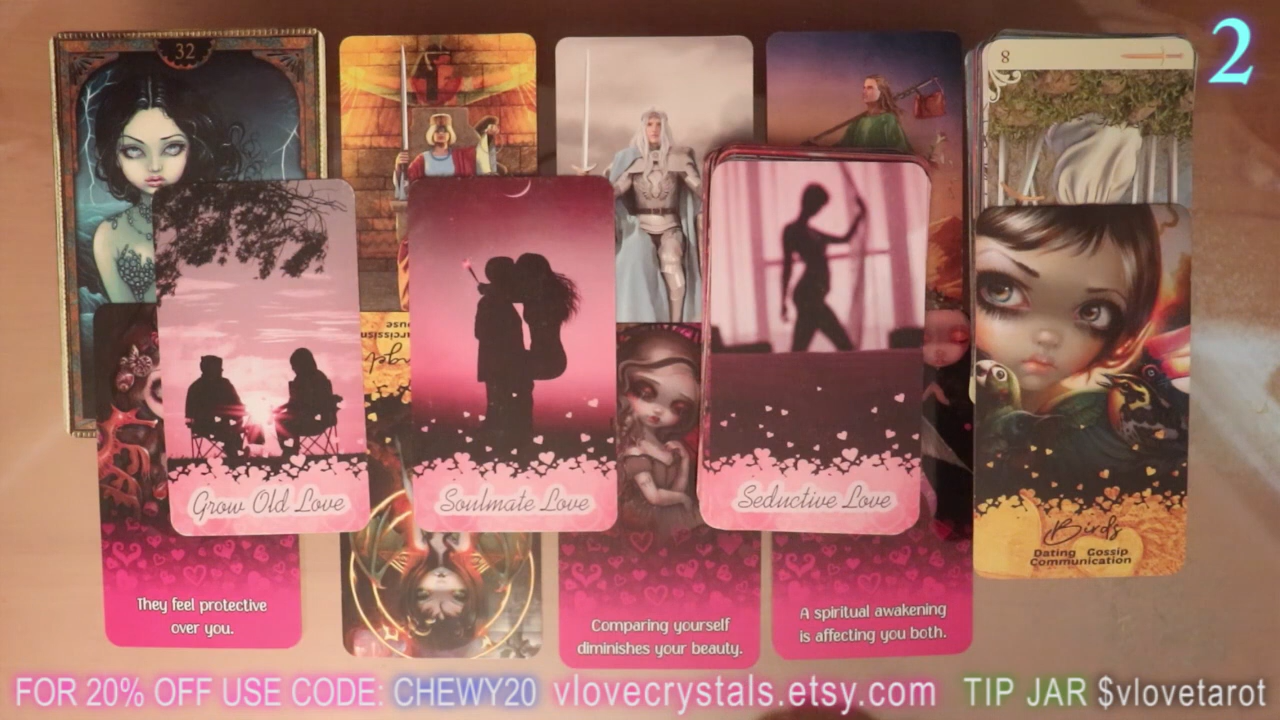 32
8
2
Grow Old Love
Soulmate Love
Seductive Love
Birds
Dating Gossip
Communication
They feel protective
over you.
Comparing yourself
diminishes your beauty.
A spiritual awakening
is affecting you both.
FOR 20% OFF USE CODE: CHEWY20 vlovecrystals.etsy.com TIP JAR $vlovetarot